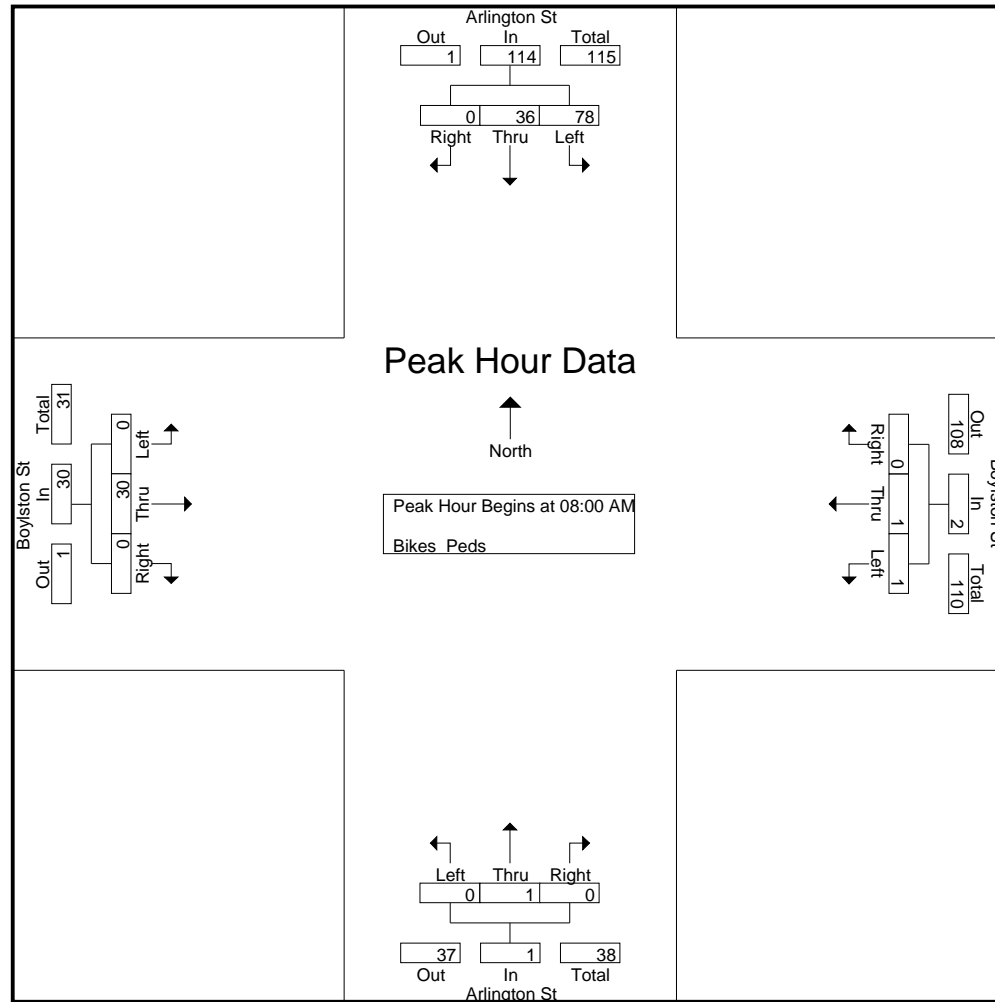 Arlington St
Out In Total
1 114 115
0 36 78
Right Thru Left
Peak Hour Data
North
Peak Hour Begins at 08:00 AM
Bikes Peds
Boylston St
Total In Out
31 30 1
0 30 0
Left Thru Right
Right Thru Left
0 1 1
108 2 110
Out In Total
Boylston St
Left Thru Right
0 1 0
37 1 38
Out In Total
Arlington St